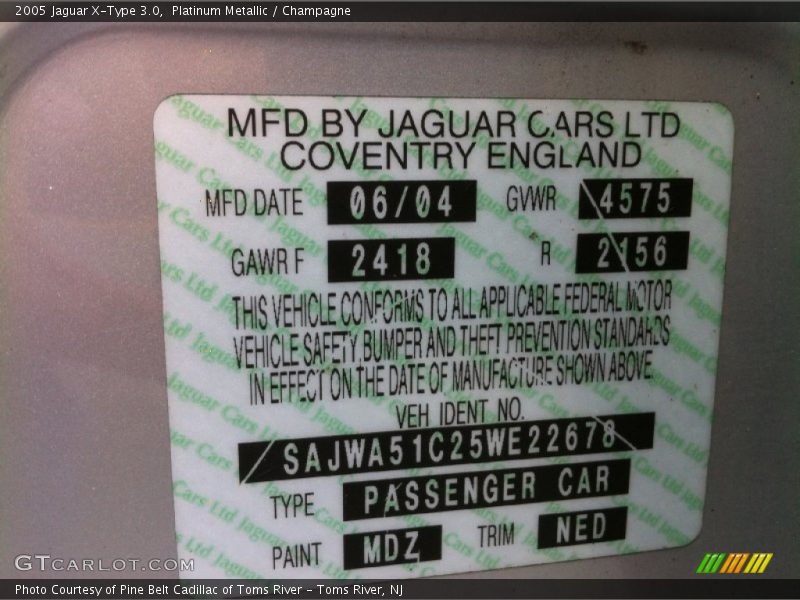 2005 Jaguar X-Type 3.0, Platinum Metallic / Champagne
MFD BY JAGUAR CARS LTD
COVENTRY ENGLAND
MFD DATE 06/04 GVWR 4575
GAWR F 2418 R 2156
THIS VEHICLE CONFORMS TO ALL APPLICABLE FEDERAL MOTOR
VEHICLE SAFETY, BUMPER AND THEFT PREVENTION STANDARDS
IN EFFECT ON THE DATE OF MANUFACTURE SHOWN ABOVE.
VEH IDENT NO.
SAJWA51C25WE22678
TYPE PASSENGER CAR
PAINT MDZ TRIM NED
GTCARLOT.COM
Photo Courtesy of Pine Belt Cadillac of Toms River - Toms River, NJ